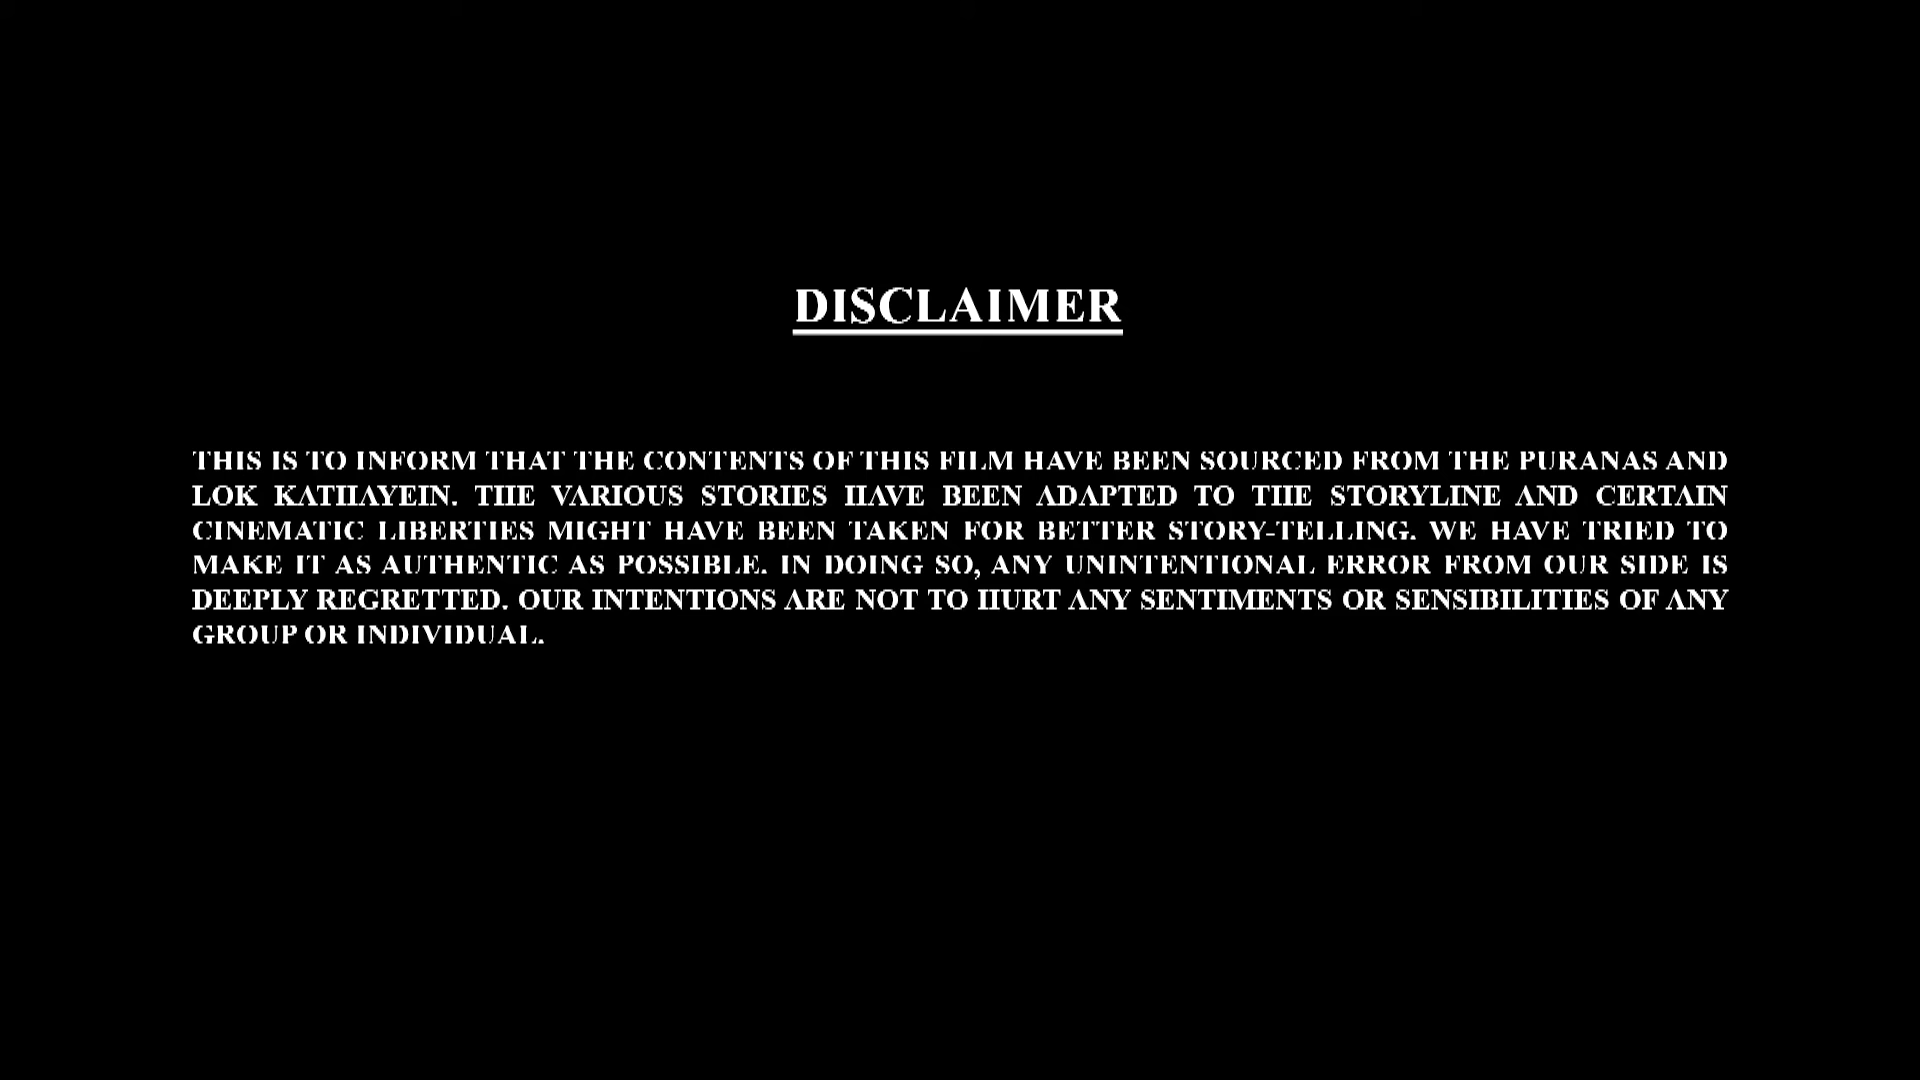 DISCLAIMER
THIS IS TO INFORM THAT THE CONTENTS OF THIS FILM HAVE BEEN SOURCED FROM THE PURANAS AND
LOK KATHAYEIN. THE VARIOUS STORIES HAVE BEEN ADAPTED TO THE STORYLINE AND CERTAIN
CINEMATIC LIBERTIES MIGHT HAVE BEEN TAKEN FOR BETTER STORY-TELLING. WE HAVE TRIED TO
MAKE IT AS AUTHENTIC AS POSSIBLE. IN DOING SO, ANY UNINTENTIONAL ERROR FROM OUR SIDE IS
DEEPLY REGRETTED. OUR INTENTIONS ARE NOT TO HURT ANY SENTIMENTS OR SENSIBILITIES OF ANY
GROUP OR INDIVIDUAL.